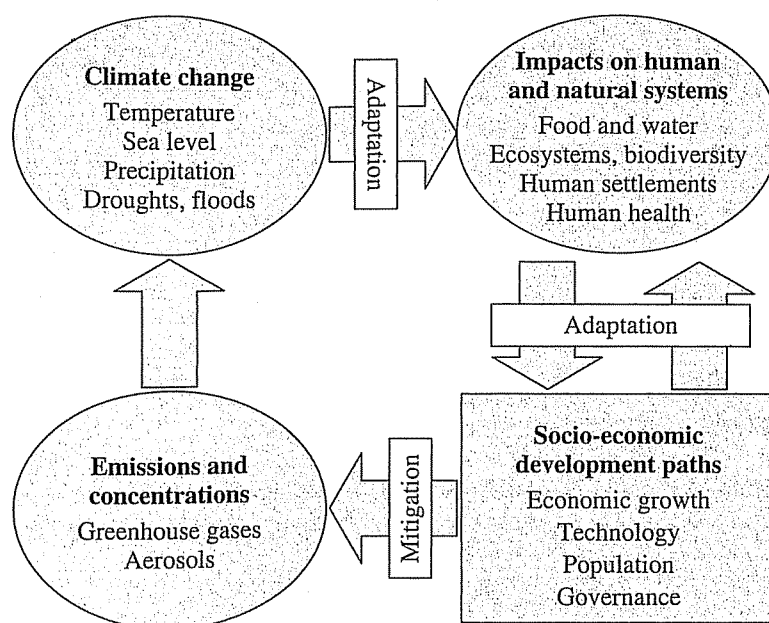 Climate change
Temperature
Sea level
Precipitation
Droughts, floods
Adaptation
Impacts on human
and natural systems
Food and water
Ecosystems, biodiversity
Human settlements
Human health
Adaptation
Emissions and
concentrations
Greenhouse gases
Aerosols
Mitigation
Socio-economic
development paths
Economic growth
Technology
Population
Governance